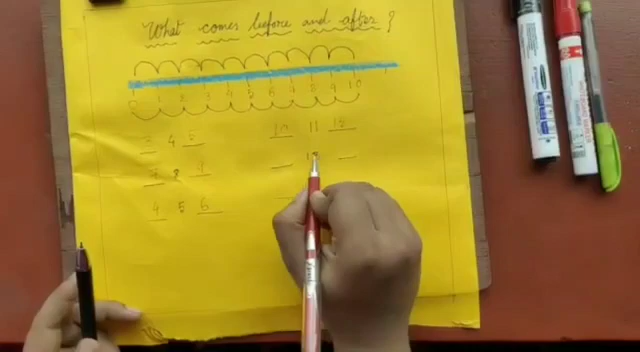 What comes before and after?
0 1 2 3 4 5 6 7 8 9 10
3 4 5 10 11 12
7 8 9
4 5 6